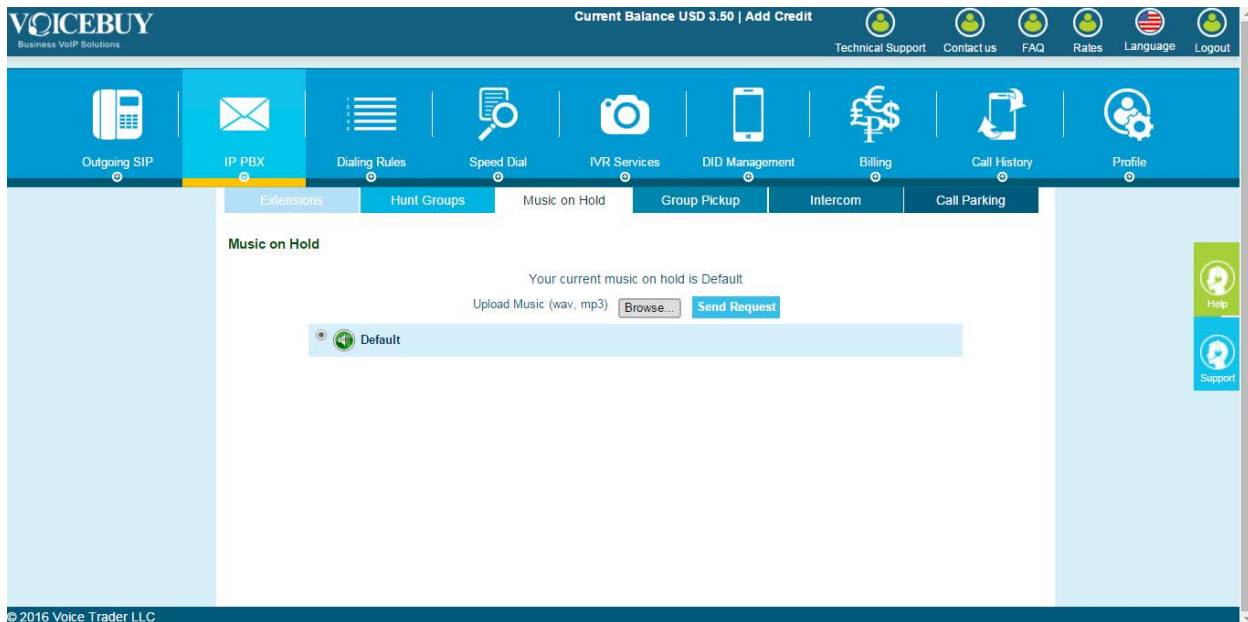 VOICEBUY
Business VoIP Solutions
Current Balance USD 3.50 | Add Credit
Technical Support
Contact us
FAQ
Rates
Language
Logout
Outgoing SIP
IP PBX
Dialing Rules
Speed Dial
IVR Services
DID Management
Billing
Call History
Profile
Extensions
Hunt Groups
Music on Hold
Group Pickup
Intercom
Call Parking
Music on Hold
Your current music on hold is Default
Upload Music (wav, mp3) Browse... Send Request
Default
Help
Support
© 2016 Voice Trader LLC